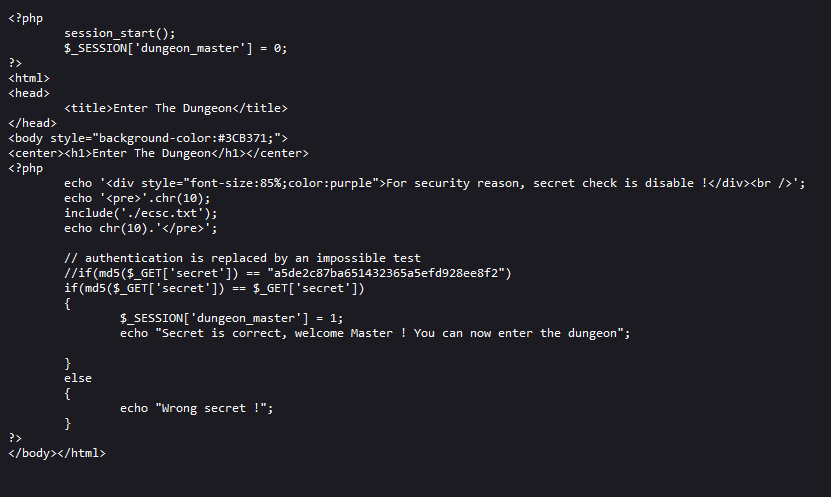 <?php
session_start();
$_SESSION['dungeon_master'] = 0;
?>
<html>
<head>
<title>Enter The Dungeon</title>
</head>
<body style="background-color:#3CB371;">
<center><h1>Enter The Dungeon</h1></center>
<?php
echo '<div style="font-size:85%;color:purple">For security reason, secret check is disable !</div><br />';
echo '<pre>'.chr(10);
include('./ecsc.txt');
echo chr(10).'</pre>';
// authentication is replaced by an impossible test
//if(md5($_GET['secret']) == "a5de2c87ba651432365a5efd928ee8f2")
if(md5($_GET['secret']) == $_GET['secret'])
{
$_SESSION['dungeon_master'] = 1;
echo "Secret is correct, welcome Master ! You can now enter the dungeon";
}
else
{
echo "Wrong secret !";
}
?>
</body></html>